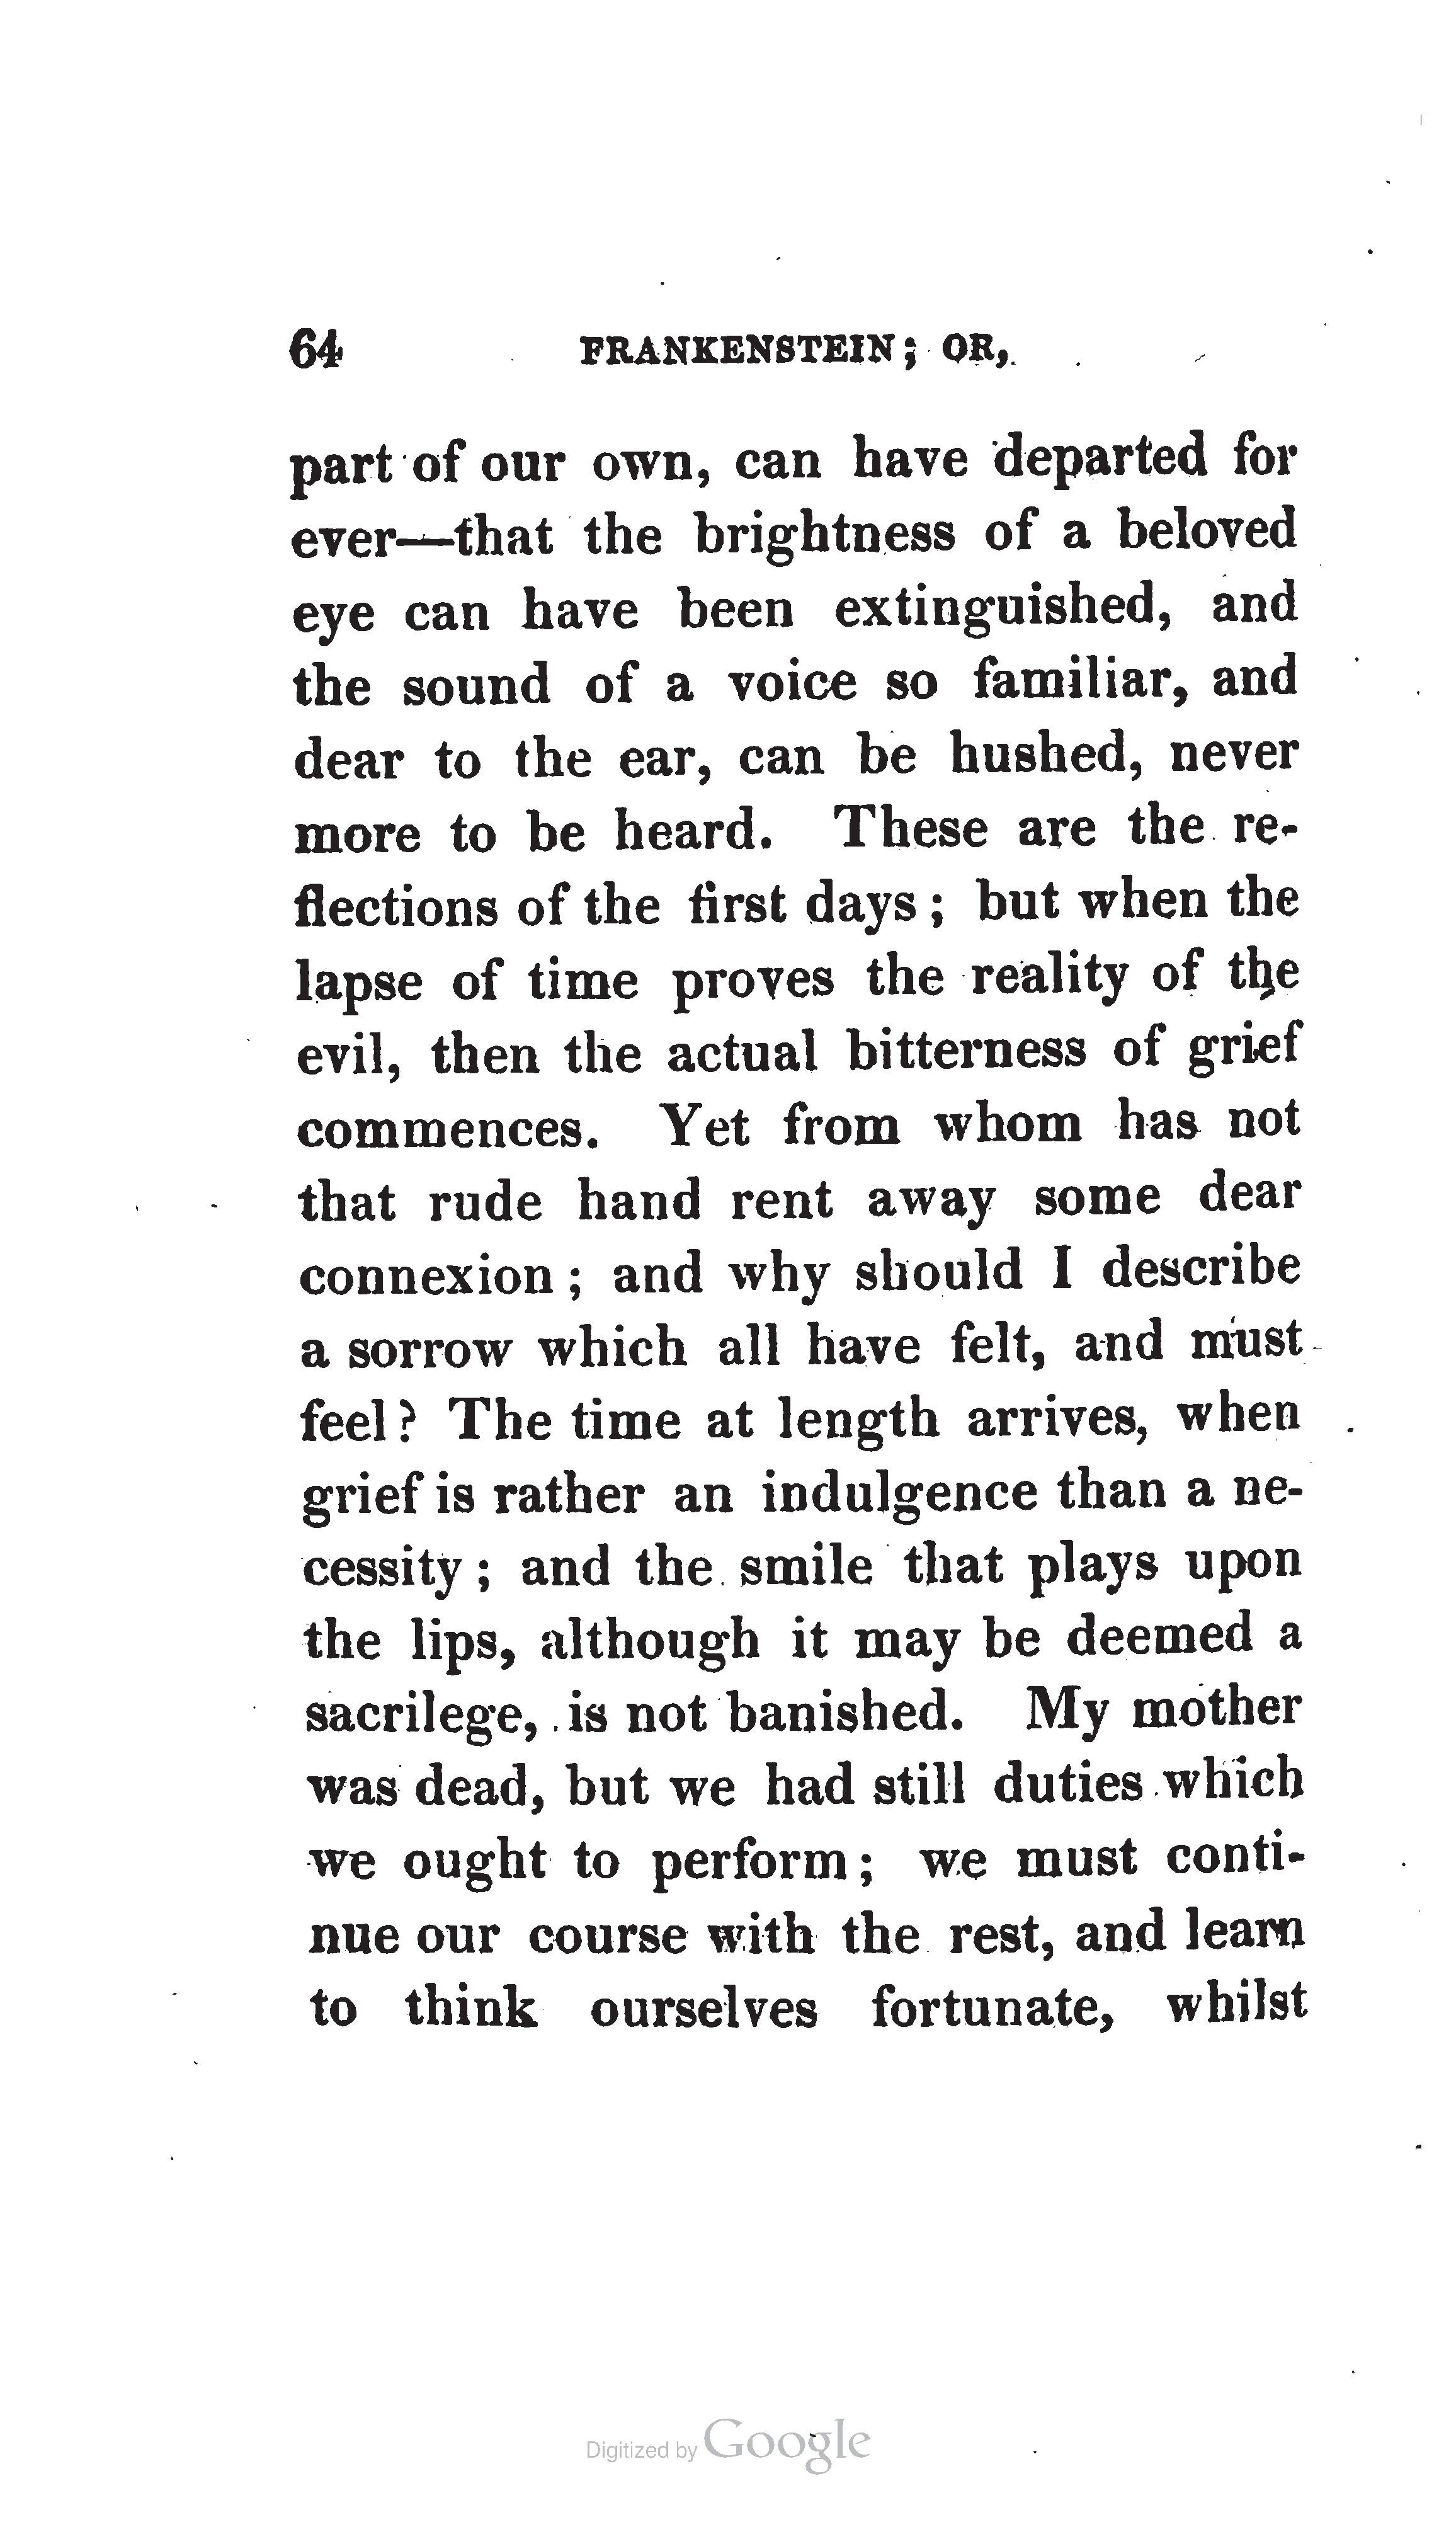 64 FRANKENSTEIN; OR,
part of our own, can have departed for
ever—that the brightness of a beloved
eye can have been extinguished, and
the sound of a voice so familiar, and
dear to the ear, can be hushed, never
more to be heard. These are the re-
flections of the first days; but when the
lapse of time proves the reality of the
evil, then the actual bitterness of grief
commences. Yet from whom has not
that rude hand rent away some dear
connexion; and why should I describe
a sorrow which all have felt, and must
feel? The time at length arrives, when
grief is rather an indulgence than a ne-
cessity; and the smile that plays upon
the lips, although it may be deemed a
sacrilege, is not banished. My mother
was dead, but we had still duties which
we ought to perform; we must conti-
nue our course with the rest, and learn
to think ourselves fortunate, whilst
Digitized by Google